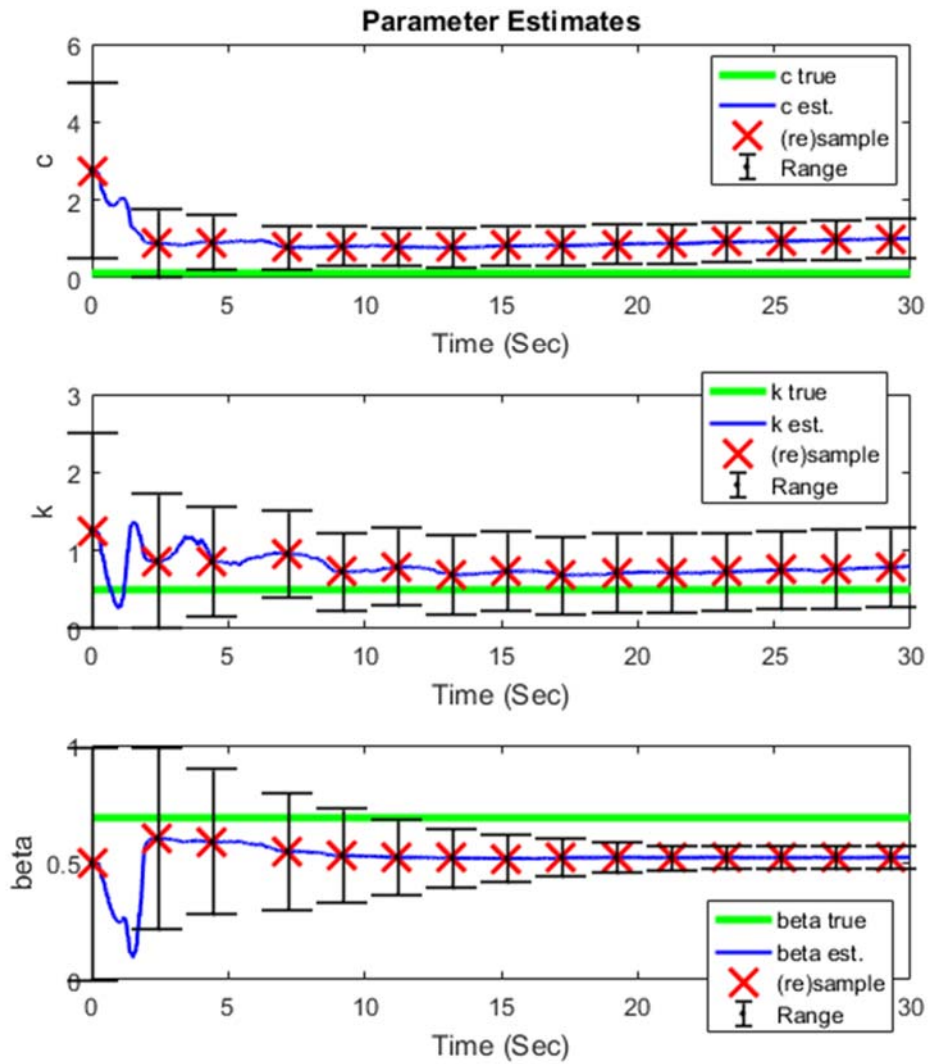 Parameter Estimates
6
4
2
0
c
c true
c est.
(re)sample
Range
0 5 10 15 20 25 30
Time (Sec)
3
2
1
0
k
k true
k est.
(re)sample
Range
0 5 10 15 20 25 30
Time (Sec)
1
0.5
0
beta
beta true
beta est.
(re)sample
Range
0 5 10 15 20 25 30
Time (Sec)